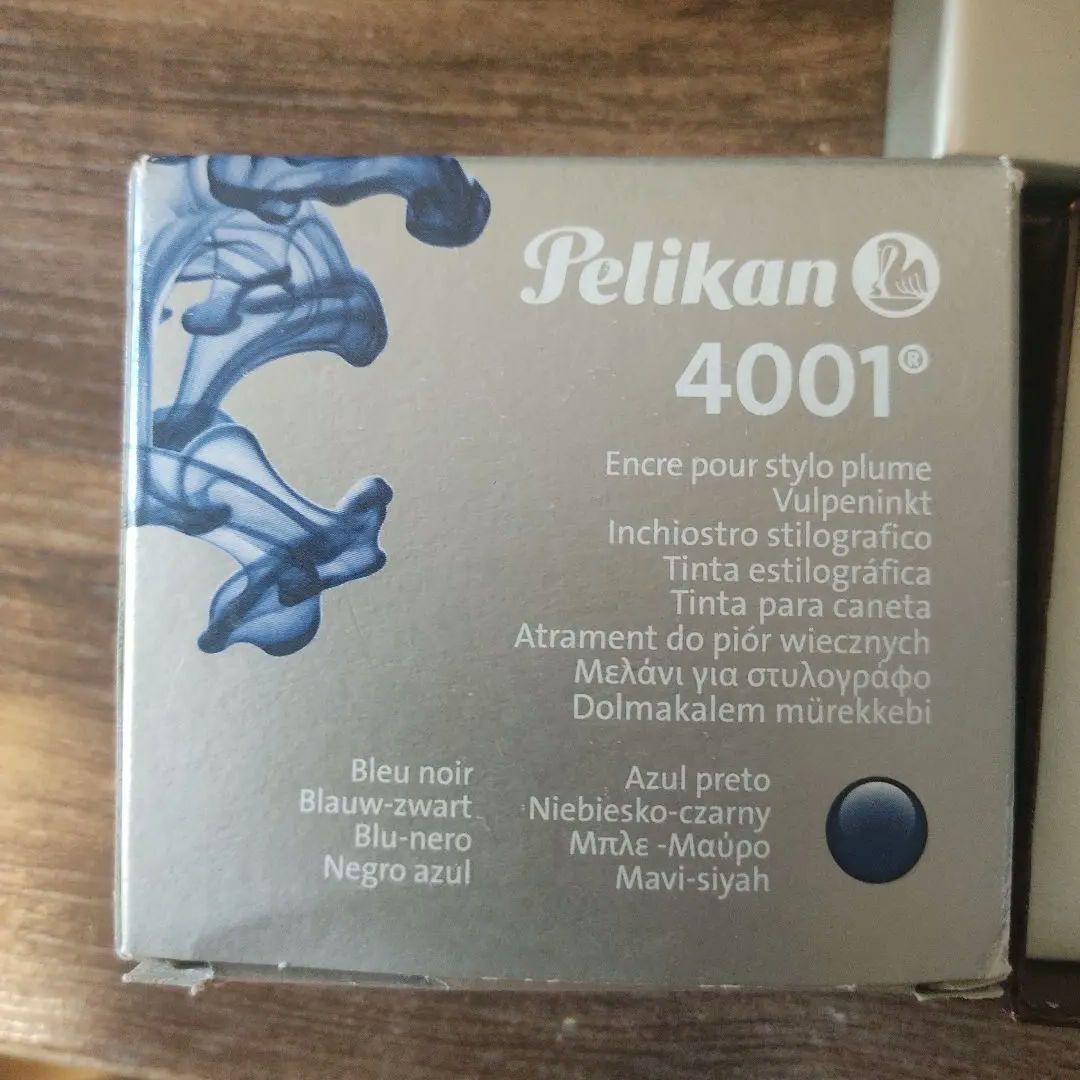 Pelikan
4001®
Encre pour stylo plume
Vulpeninkt
Inchiostro stilografico
Tinta estilográfica
Tinta para caneta
Atrament do piór wiecznych
Μελάνι για στυλογράφο
Dolmakalem mürekkebi
Bleu noir
Blauw-zwart
Blu-nero
Negro azul
Azul preto
Niebiesko-czarny
Μπλε -Μαύρο
Mavi-siyah